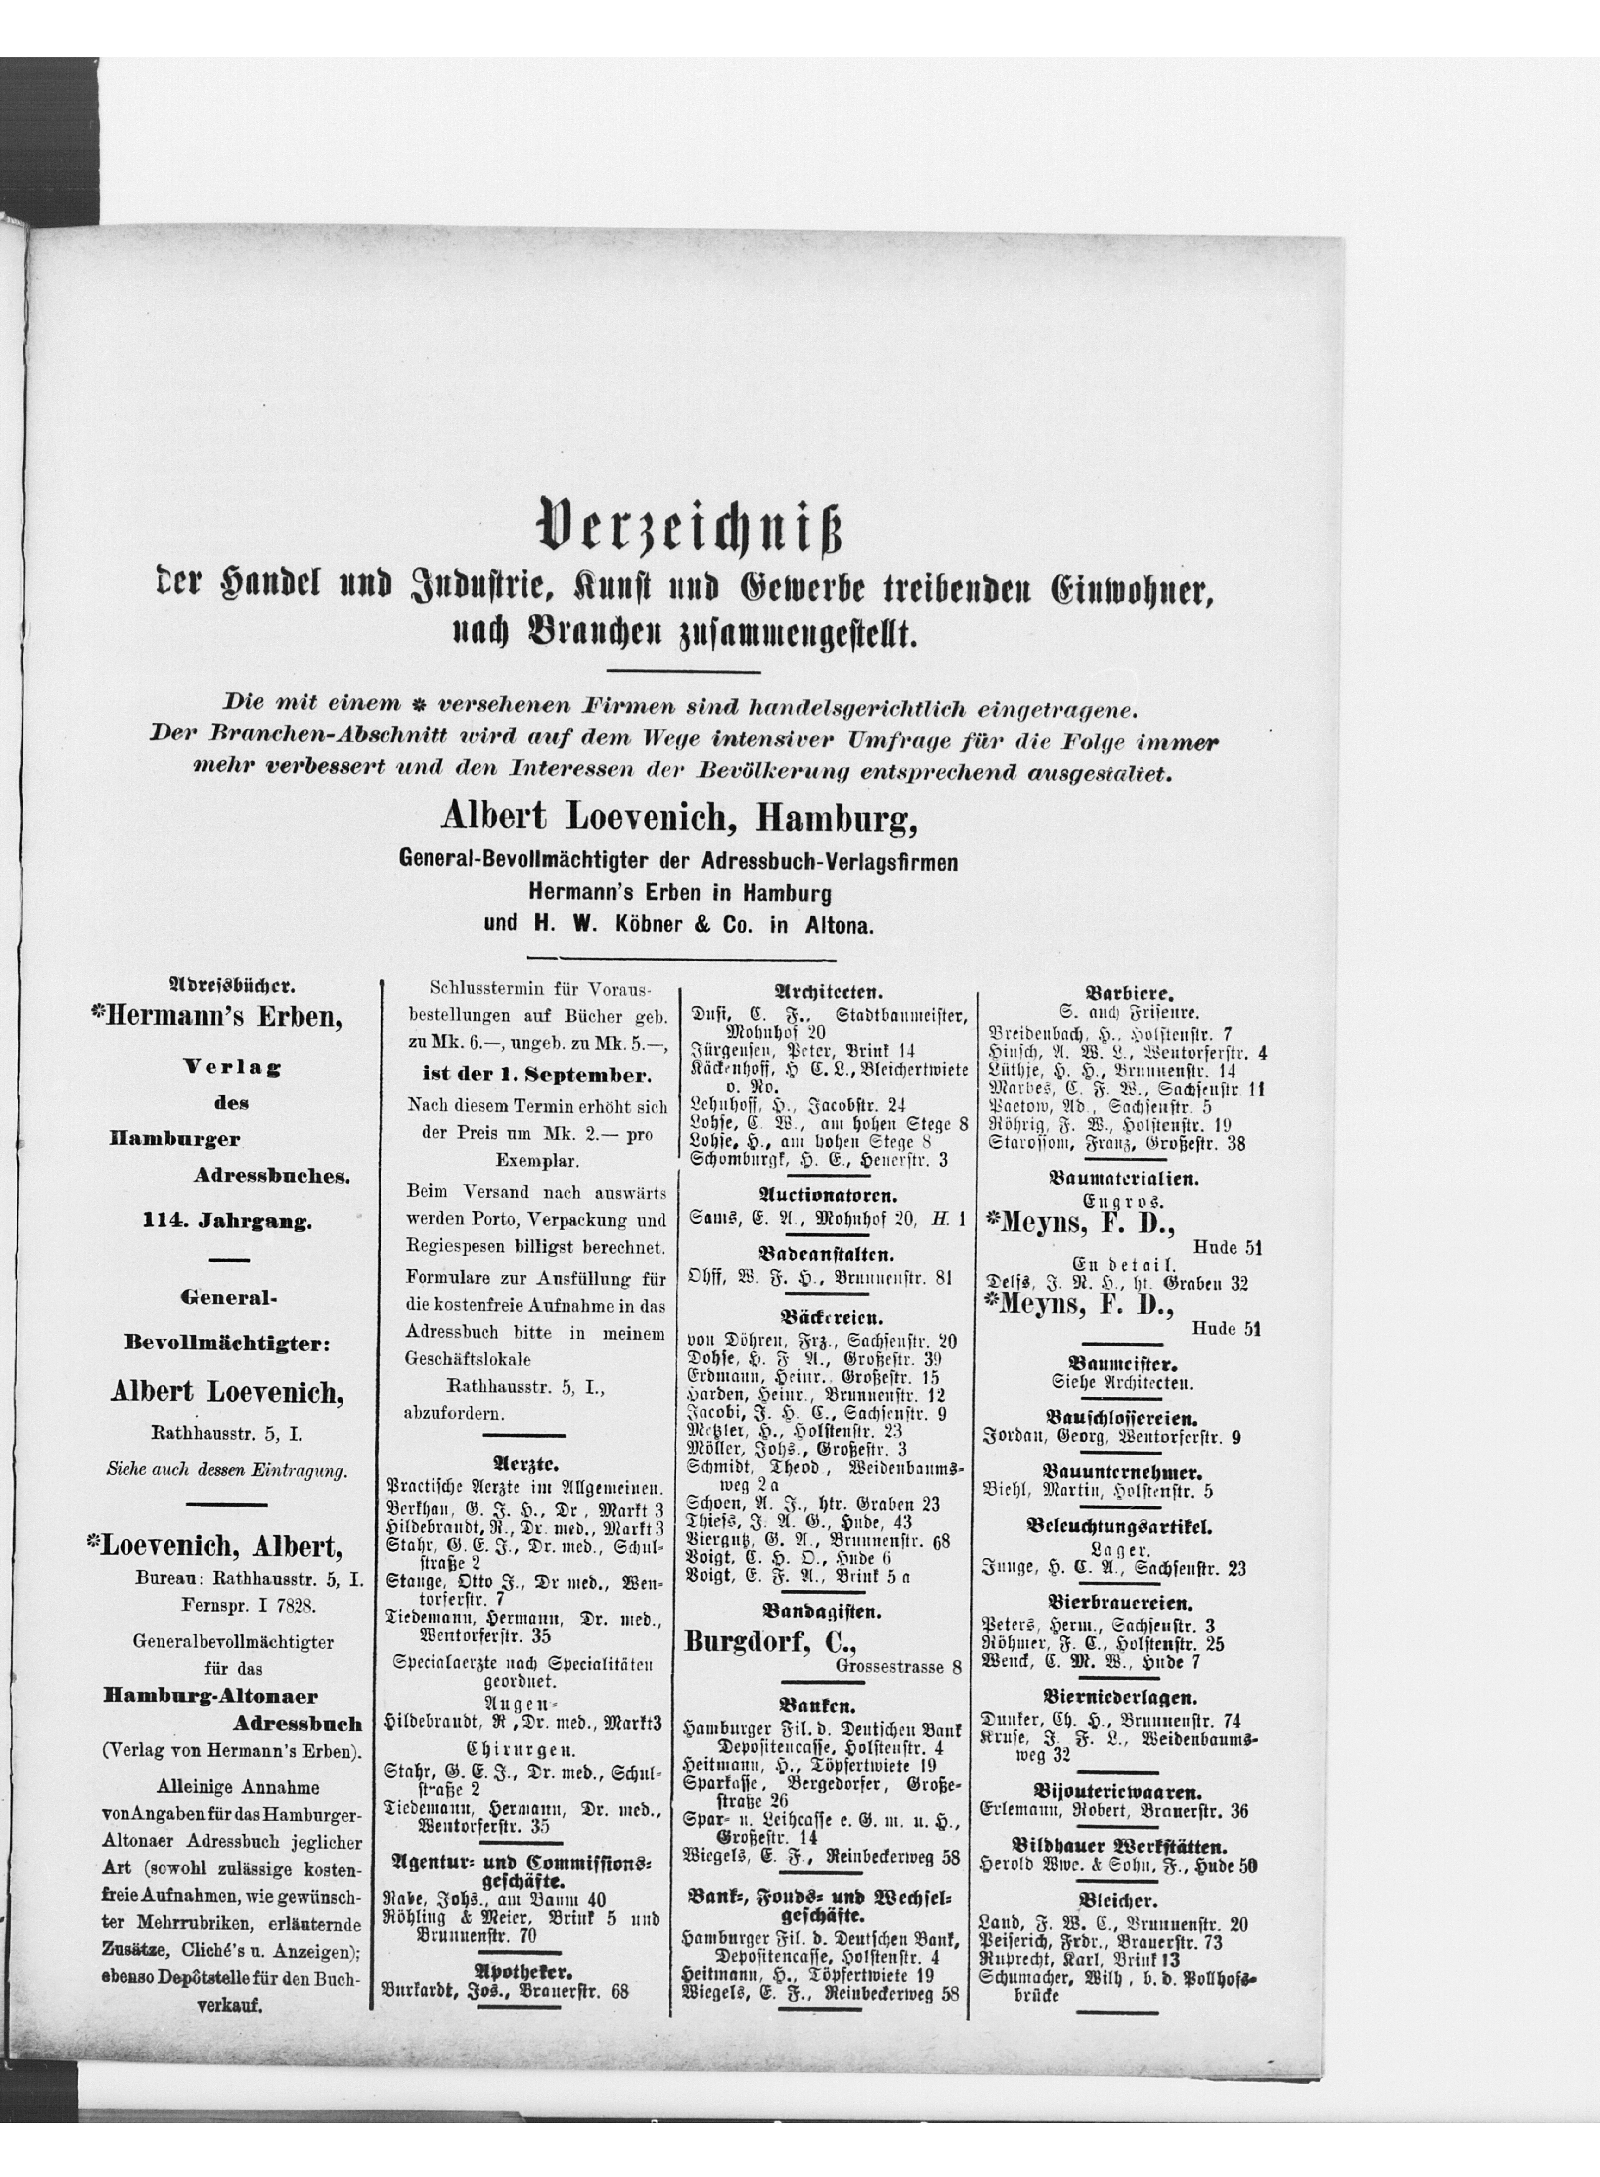 Verzeichniß
der Handel und Industrie, Kunst und Gewerbe treibenden Einwohner,
nach Branchen zusammengestellt.
Die mit einem * versehenen Firmen sind handelsgerichtlich eingetragene.
Der Branchen-Abschnitt wird auf dem Wege intensiver Umfrage für die Folge immer
mehr verbessert und den Interessen der Bevölkerung entsprechend ausgestaltet.
Albert Loevenich, Hamburg,
General-Bevollmächtigter der Adressbuch-Verlagsfirmen
Hermann's Erben in Hamburg
und H. W. Köbner & Co. in Altona.
Adressbücher.
*Hermann's Erben,
Verlag
des
Hamburger
Adressbuches.
114. Jahrgang.
General-
Bevollmächtigter:
Albert Loevenich,
Rathhausstr. 5, I.
Siehe auch dessen Eintragung.
*Loevenich, Albert,
Bureau: Rathhausstr. 5, I.
Fernspr. I 7828.
Generalbevollmächtigter
für das
Hamburg-Altonaer
Adressbuch
(Verlag von Hermann's Erben).
Alleinige Annahme
von Angaben für das Hamburger-
Altonaer Adressbuch jeglicher
Art (sowohl zulässige kosten-
freie Aufnahmen, wie gewünsch-
ter Mehrrubriken, erläuternde
Zusätze, Cliché's u. Anzeigen);
ebenso Depôtstelle für den Buch-
verkauf.
Schlusstermin für Voraus-
bestellungen auf Bücher geb.
zu Mk. 6.—, ungeb. zu Mk. 5.—,
ist der 1. September.
Nach diesem Termin erhöht sich
der Preis um Mk. 2.— pro
Exemplar.
Beim Versand nach auswärts
werden Porto, Verpackung und
Regiespesen billigst berechnet.
Formulare zur Ausfüllung für
die kostenfreie Aufnahme in das
Adressbuch bitte in meinem
Geschäftslokale
Rathhausstr. 5, I.,
abzufordern.
Aerzte.
Practische Aerzte im Allgemeinen.
Berkhan, G. J. H., Dr., Markt 3
Hildebrandt, R., Dr. med., Markt 3
Stahr, G. E. J., Dr. med., Schul-
straße 2
Stange, Otto J., Dr med., Wen-
torferstr. 7
Tiedemann, Hermann, Dr. med.,
Wentorferstr. 35
Specialaerzte nach Specialitäten
geordnet.
Augen-
Hildebrandt, R., Dr. med., Markt 3
Chirurgen.
Stahr, G. E. J., Dr. med., Schul-
straße 2
Tiedemann, Hermann, Dr. med.,
Wentorferstr. 35
Agentur- und Commissions-
geschäfte.
Rabe, Johs., am Baum 40
Röhling & Meier, Brink 5 und
Brunnenstr. 70
Apotheker.
Burkardt, Jos., Brauerstr. 68
Architecten.
Dusi, C. F., Stadtbaumeister,
Mohnhof 20
Jürgensen, Peter, Brink 14
Käckenhoff, H C. L., Bleichertwiete
o. No.
Lehnhoff, H., Jacobstr. 24
Lohse, C. W., am hohen Stege 8
Lohse, H., am hohen Stege 8
Schomburgk, H. E., Heuerstr. 3
Auctionatoren.
Sams, E. A., Mohnhof 20, H. 1
Badeanstalten.
Ohff, W. F. H., Brunnenstr. 81
Bäckereien.
von Döhren, Frz., Sachsenstr. 20
Dohse, H. F A., Großestr. 39
Erdmann, Heinr., Großestr. 15
Harden, Heinr., Brunnenstr. 12
Jacobi, J. H. C., Sachsenstr. 9
Metzler, H., Holstenstr. 23
Möller, Johs., Großestr. 3
Schmidt, Theod., Weidenbaums-
weg 2 a
Schoen, A. J., htr. Graben 23
Thiess, J. A. G., Hude, 43
Viergutz, G. A., Brunnenstr. 68
Voigt, C. H. O., Hude 6
Voigt, E. F. A., Brink 5 a
Bandagisten.
Burgdorf, C.,
Grossestrasse 8
Banken.
Hamburger Fil. d. Deutschen Bank
Depositencasse, Holstenstr. 4
Heitmann, H., Töpfertwiete 19
Sparkasse, Bergedorfer, Große-
straße 26
Spar- u. Leihcasse e. G. m. u. H.,
Großestr. 14
Wiegels, E. F., Reinbeckerweg 58
Bank-, Fonds- und Wechsel-
geschäfte.
Hamburger Fil. d. Deutschen Bank,
Depositencasse, Holstenstr. 4
Heitmann, H., Töpfertwiete 19
Wiegels, E. F., Reinbeckerweg 58
Barbiere.
S. auch Friseure.
Breidenbach, H., Holstenstr. 7
Hinsch, A. W. L., Wentorferstr. 4
Lüthje, H. H., Brunnenstr. 14
Marbes, C. F. W., Sachsenstr 11
Paetow, Ad., Sachsenstr. 5
Röhrig, F. W., Holstenstr. 19
Starossom, Franz, Großestr. 38
Baumaterialien.
Engros.
*Meyns, F. D.,
Hude 51
En detail.
Delfs, J. N. H., ht. Graben 32
*Meyns, F. D.,
Hude 51
Baumeister.
Siehe Architecten.
Bauschlossereien.
Jordan, Georg, Wentorferstr. 9
Bauunternehmer.
Biehl, Martin, Holstenstr. 5
Beleuchtungsartikel.
Lager.
Junge, H. C. A., Sachsenstr. 23
Bierbrauereien.
Peters, Herm., Sachsenstr. 3
Röhmer, F. C., Holstenstr. 25
Wenck, C. M. W., Hude 7
Bierniederlagen.
Dunker, Ch. H., Brunnenstr. 74
Kruse, J. F. L., Weidenbaums-
weg 32
Bijouteriewaaren.
Erlemann, Robert, Brauerstr. 36
Bildhauer Werkstätten.
Herold Wwe. & Sohn, F., Hude 50
Bleicher.
Land, F. W. C., Brunnenstr. 20
Peiserich, Frdr., Brauerstr. 73
Ruprecht, Karl, Brink 13
Schumacher, Wilh., b. d. Pollhofs-
brücke